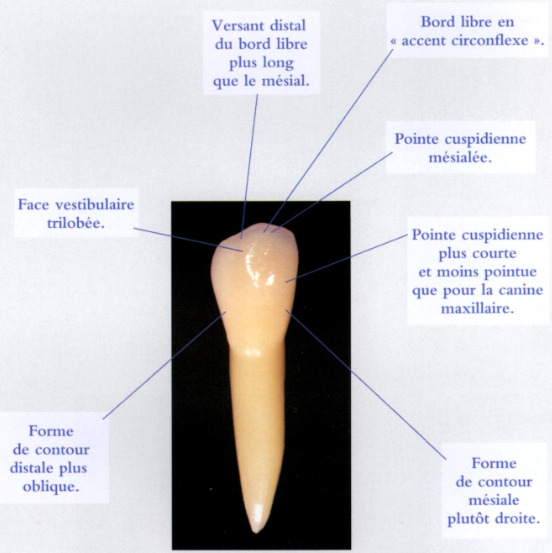 Versant distal
du bord libre
plus long
que le mésial.
Bord libre en
« accent circonflexe ».
Pointe cuspidienne
mésialée.
Face vestibulaire
trilobée.
Pointe cuspidienne
plus courte
et moins pointue
que pour la canine
maxillaire.
Forme
de contour
distale plus
oblique.
Forme
de contour
mésiale
plutôt droite.